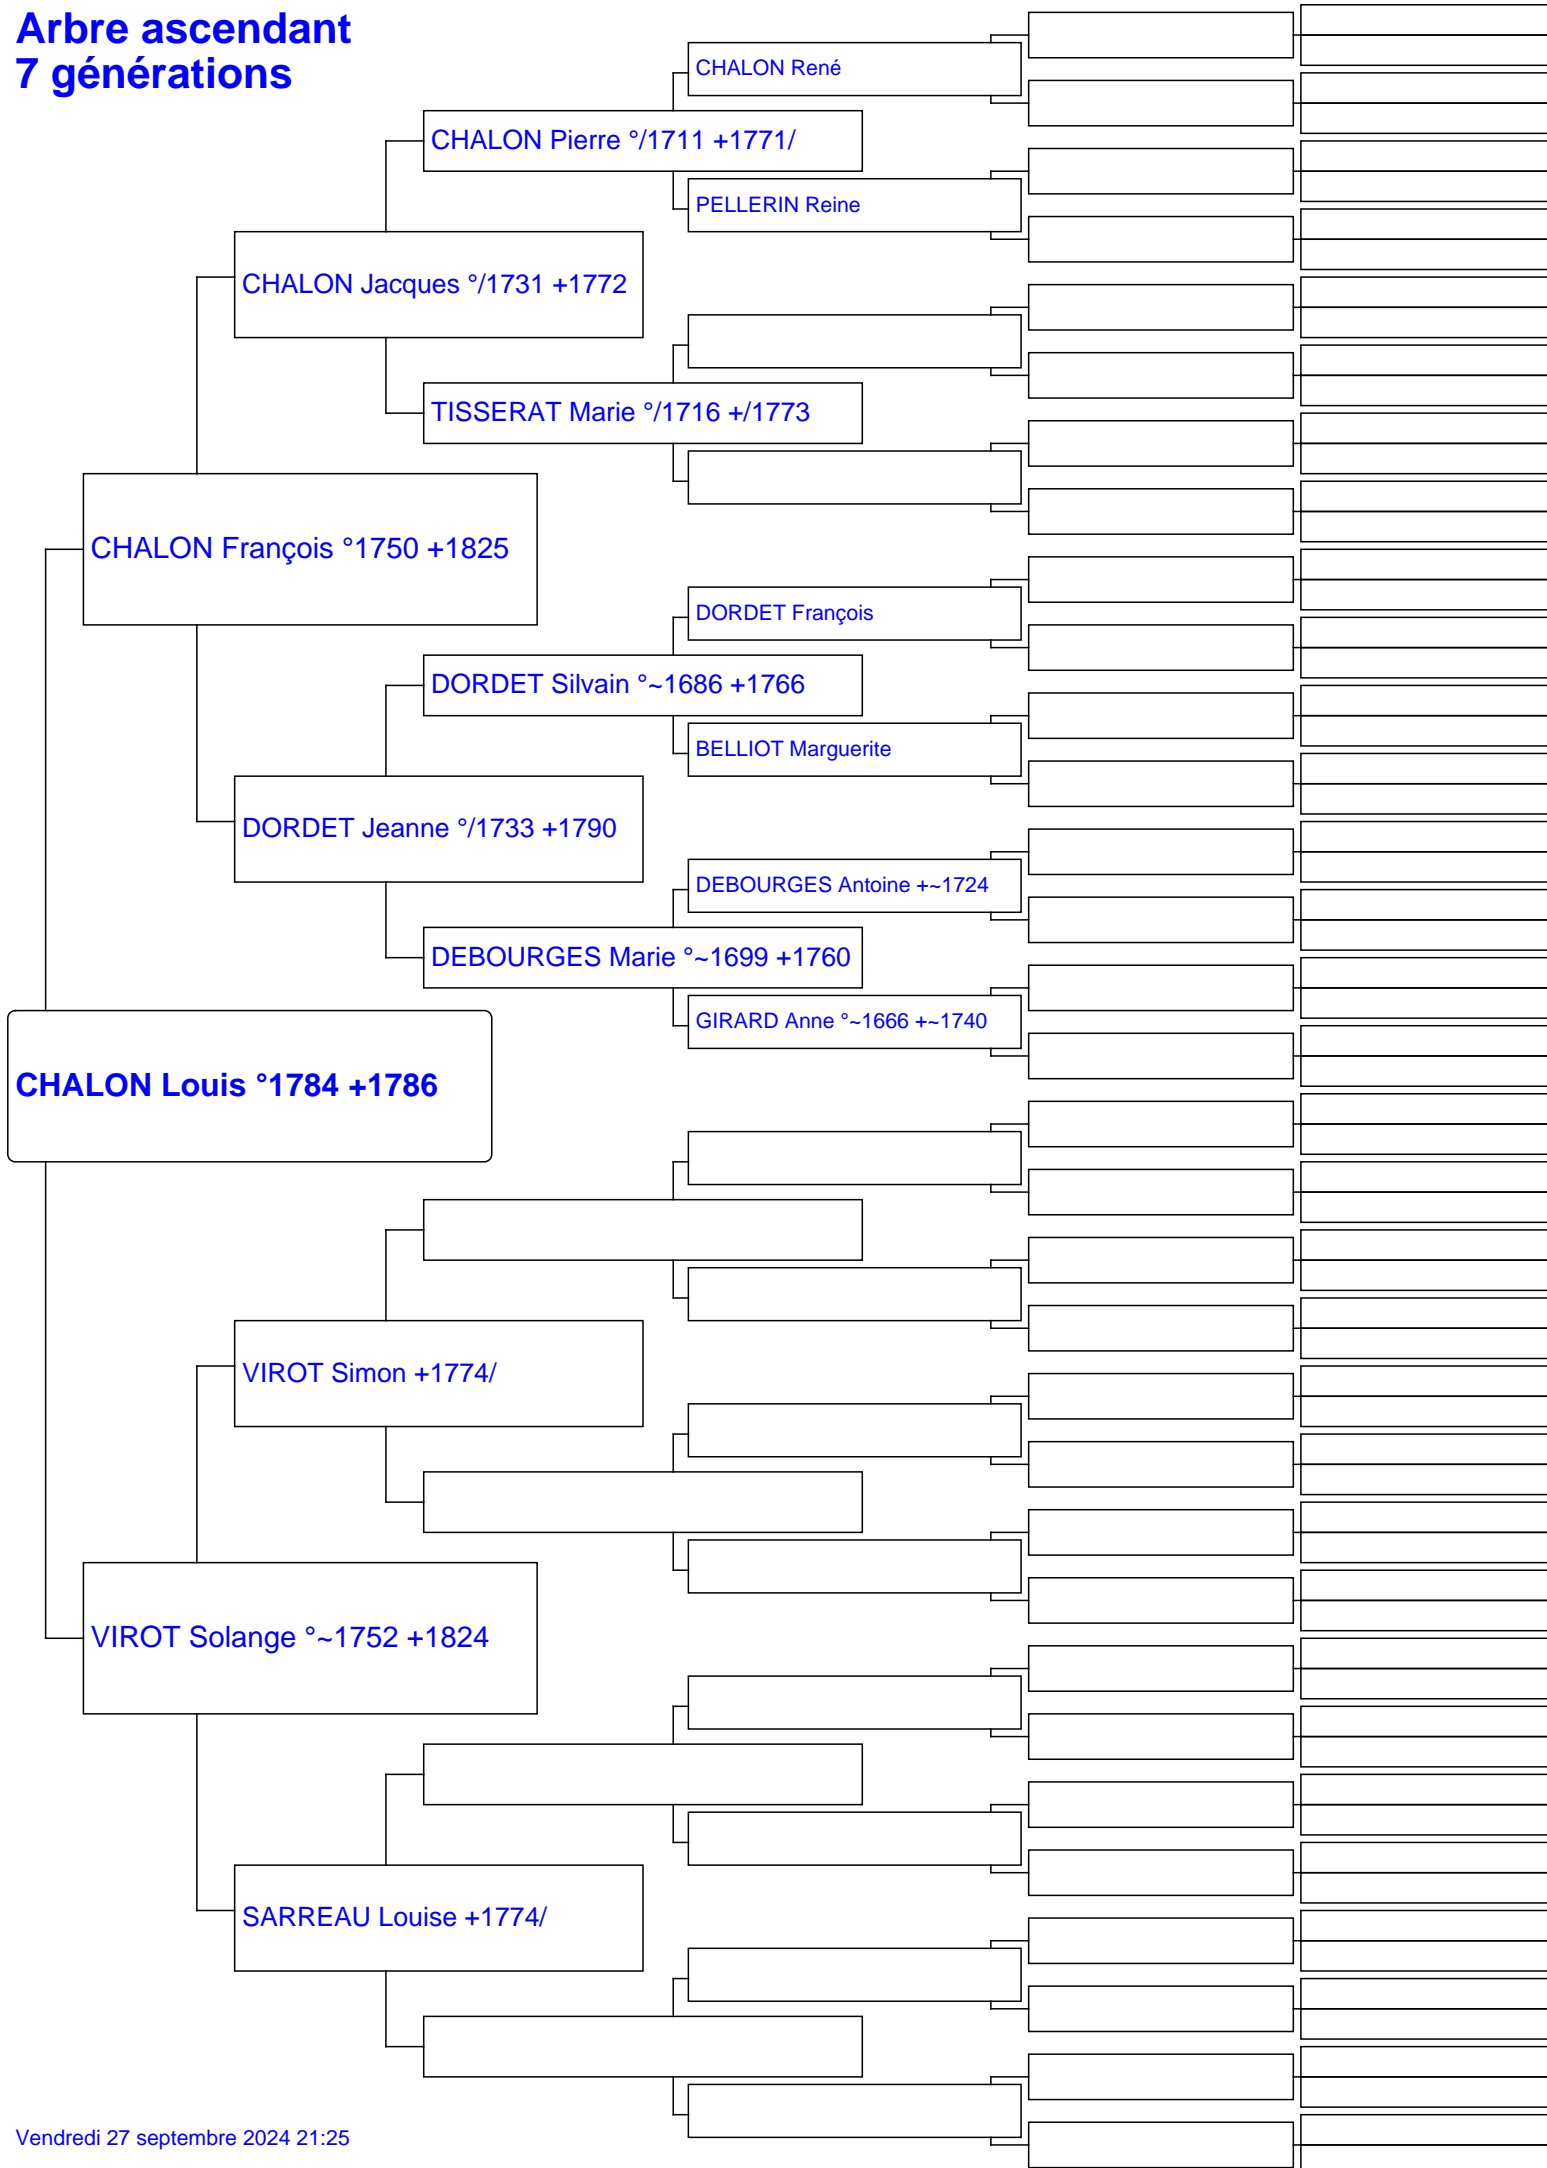 Arbre ascendant
7 générations
CHALON René
CHALON Pierre °/1711 +1771/
PELLERIN Reine
CHALON Jacques °/1731 +1772
TISSERAT Marie °/1716 +/1773
CHALON François °1750 +1825
DORDET François
DORDET Silvain °~1686 +1766
BELLIOT Marguerite
DORDET Jeanne °/1733 +1790
DEBOURGES Antoine +~1724
DEBOURGES Marie °~1699 +1760
GIRARD Anne °~1666 +~1740
CHALON Louis °1784 +1786
VIROT Simon +1774/
VIROT Solange °~1752 +1824
SARREAU Louise +1774/
Vendredi 27 septembre 2024 21:25